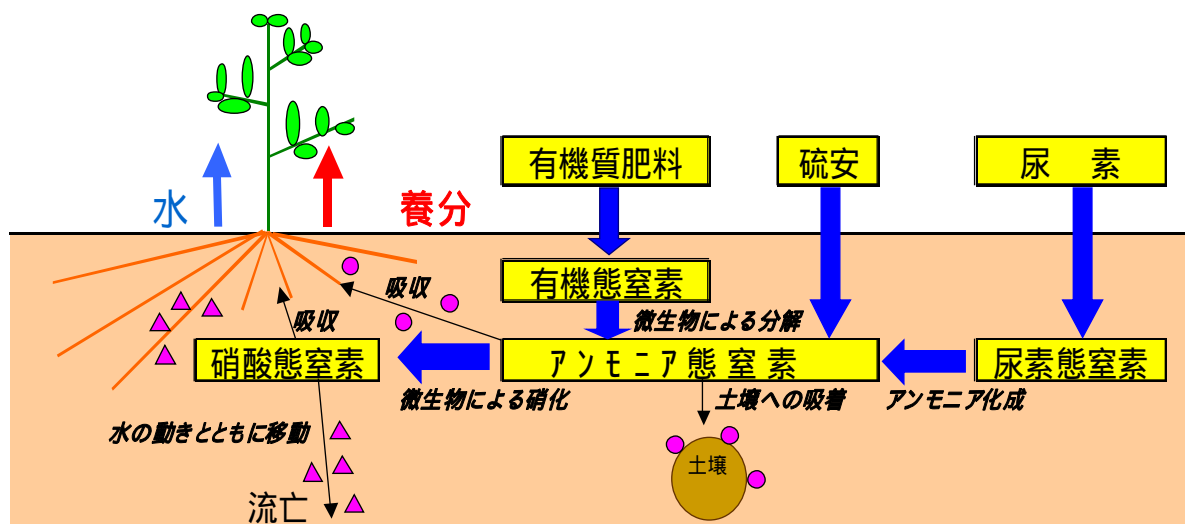 有機質肥料
硫安
尿 素
水
養分
有機態窒素
吸収
吸収
微生物による分解
硝酸態窒素
アンモニア態窒素
尿素態窒素
微生物による硝化
土壌への吸着
アンモニア化成
水の動きとともに移動
土壌
流亡